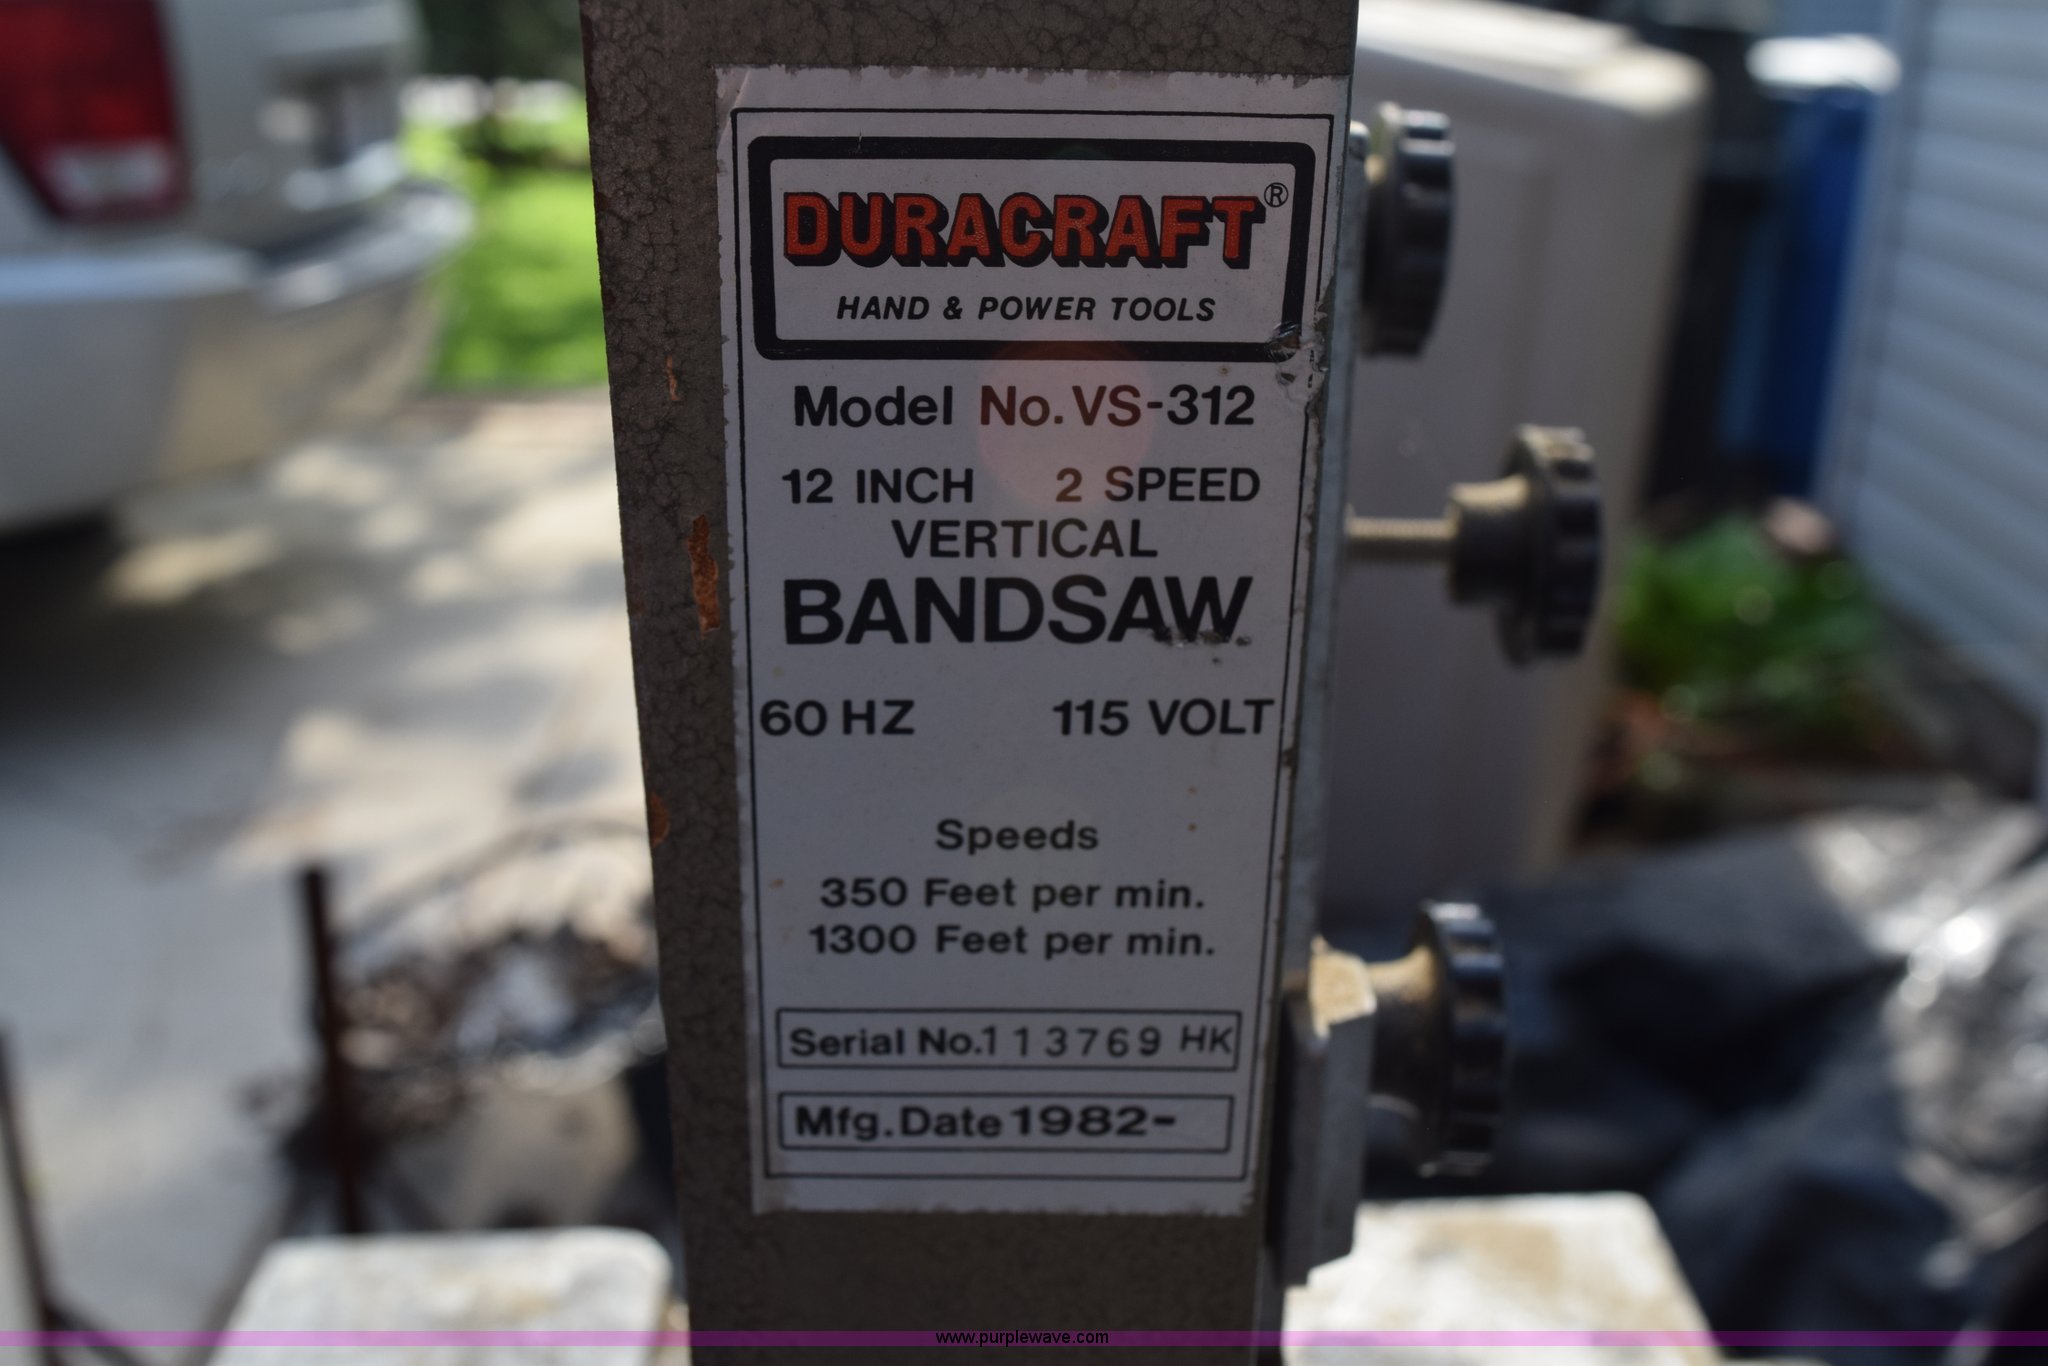 DURACRAFT®
HAND & POWER TOOLS
Model No. VS-312
12 INCH 2 SPEED
VERTICAL
BANDSAW
60 HZ 115 VOLT
Speeds
350 Feet per min.
1300 Feet per min.
Serial No. 113769 HK
Mfg. Date 1982-
www.purplewave.com